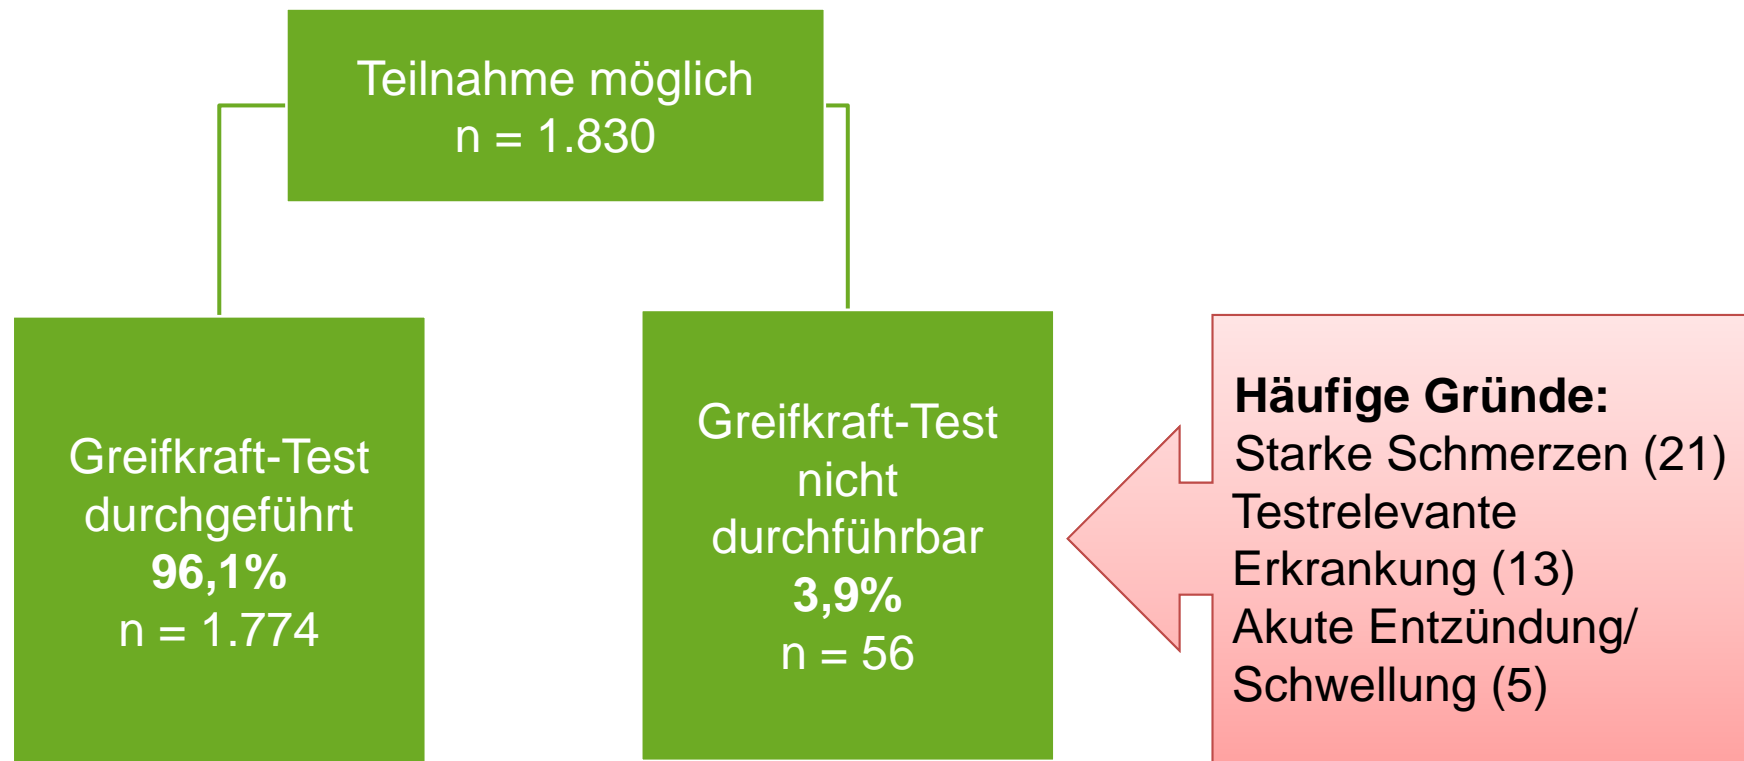 Teilnahme möglich
n = 1.830
Greifkraft-Test
durchgeführt
96,1%
n = 1.774
Greifkraft-Test
nicht
durchführbar
3,9%
n = 56
Häufige Gründe:
Starke Schmerzen (21)
Testrelevante
Erkrankung (13)
Akute Entzündung/
Schwellung (5)